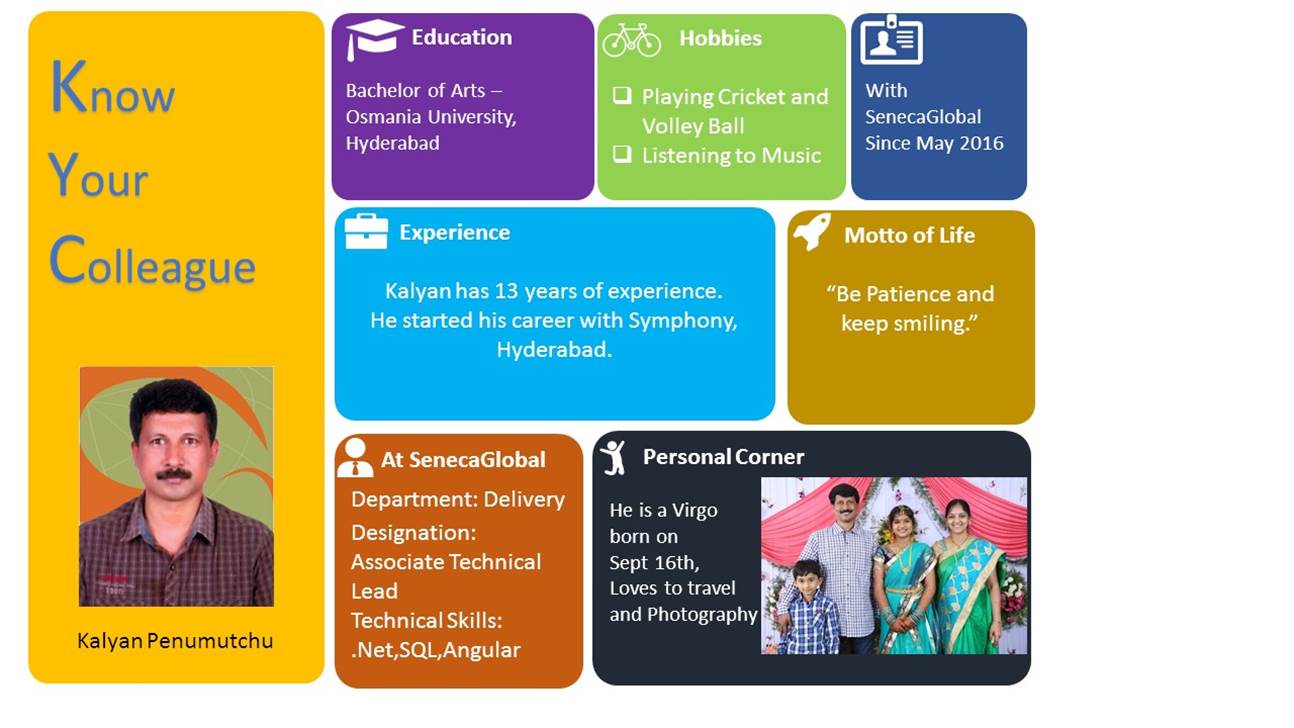 Know
Your
Colleague
Kalyan Penumutchu
Education
Bachelor of Arts –
Osmania University,
Hyderabad
Hobbies
❑ Playing Cricket and
Volley Ball
❑ Listening to Music
With
SenecaGlobal
Since May 2016
Experience
Kalyan has 13 years of experience.
He started his career with Symphony,
Hyderabad.
Motto of Life
“Be Patience and
keep smiling.”
At SenecaGlobal
Department: Delivery
Designation:
Associate Technical
Lead
Technical Skills:
.Net,SQL,Angular
Personal Corner
He is a Virgo
born on
Sept 16th,
Loves to travel
and Photography